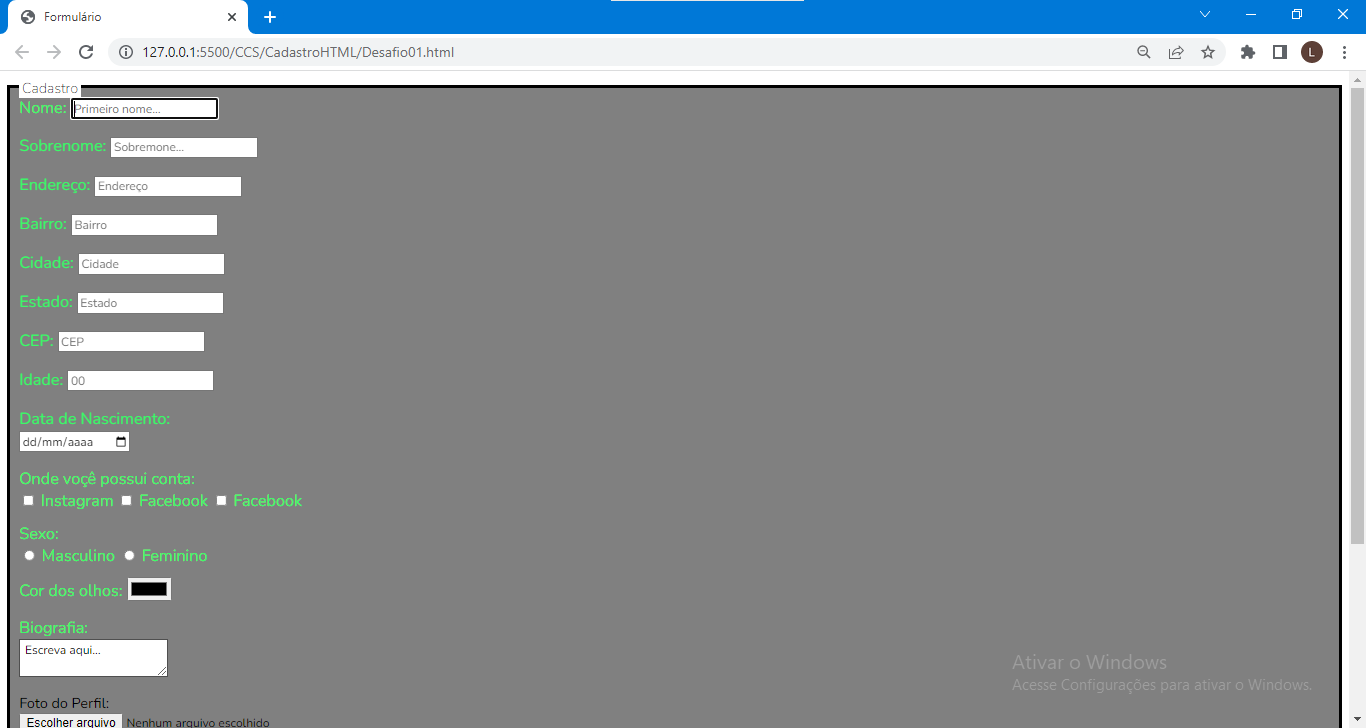 Formulário
127.0.0.1:5500/CCS/CadastroHTML/Desafio01.html
L
Cadastro
Nome: Primeiro nome...
Sobrenome: Sobremone...
Endereço: Endereço
Bairro: Bairro
Cidade: Cidade
Estado: Estado
CEP: CEP
Idade: 00
Data de Nascimento:
dd/mm/aaaa
Onde voçê possui conta:
Instagram Facebook Facebook
Sexo:
Masculino Feminino
Cor dos olhos:
Biografia:
Escreva aqui...
Ativar o Windows
Acesse Configurações para ativar o Windows.
Foto do Perfil:
Escolher arquivo Nenhum arquivo escolhido